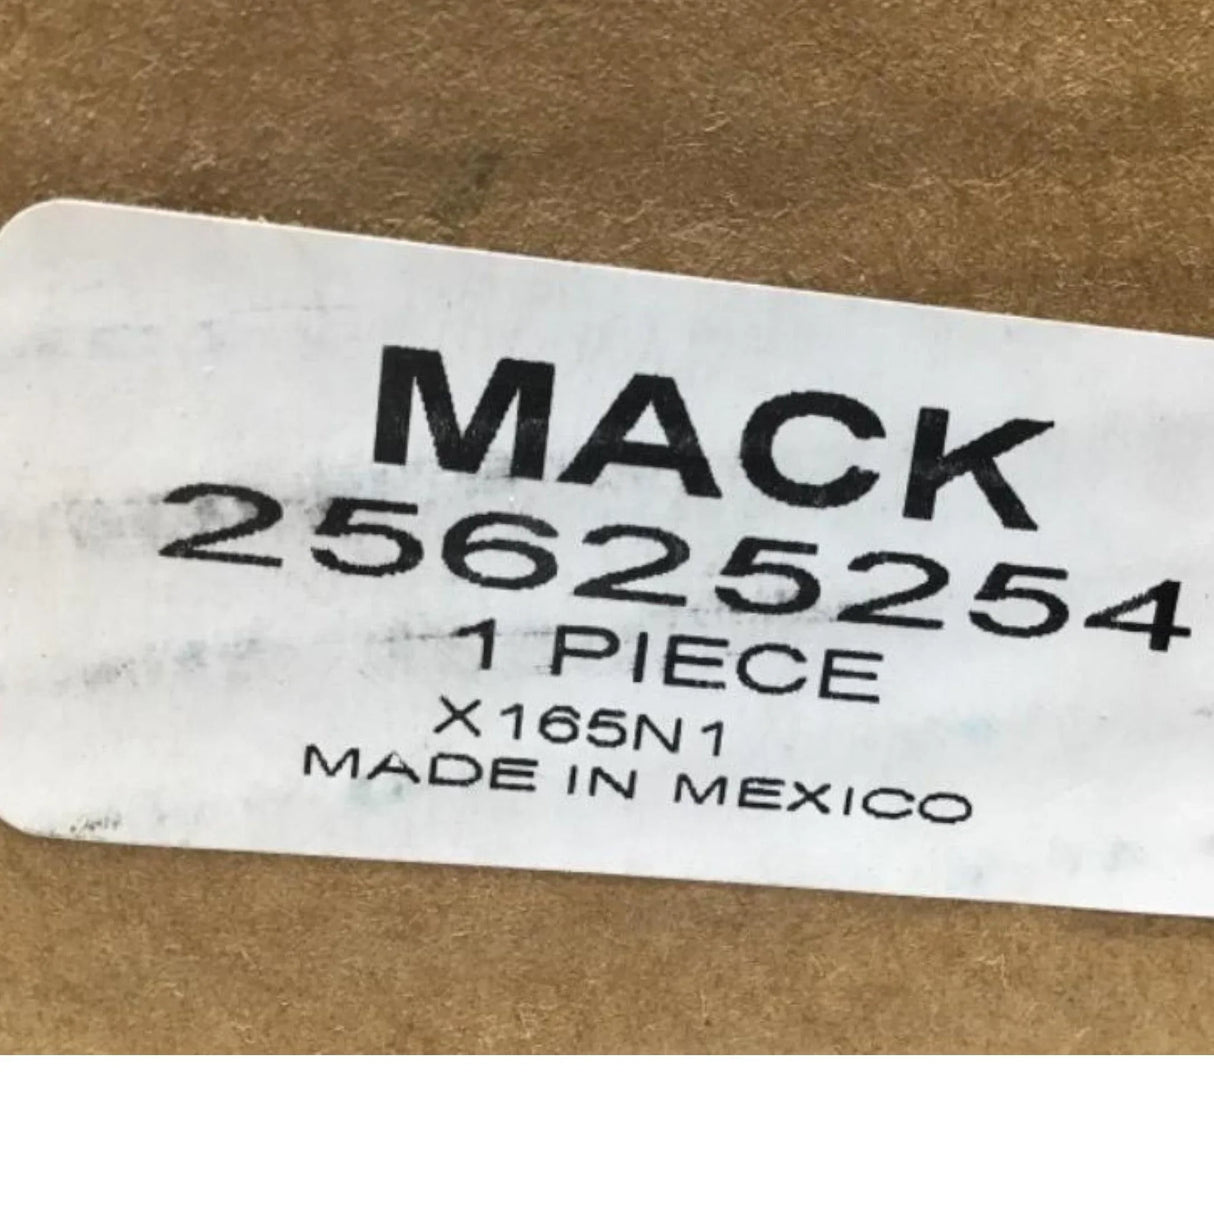 MACK
25625254
1 PIECE
X165N1
MADE IN MEXICO